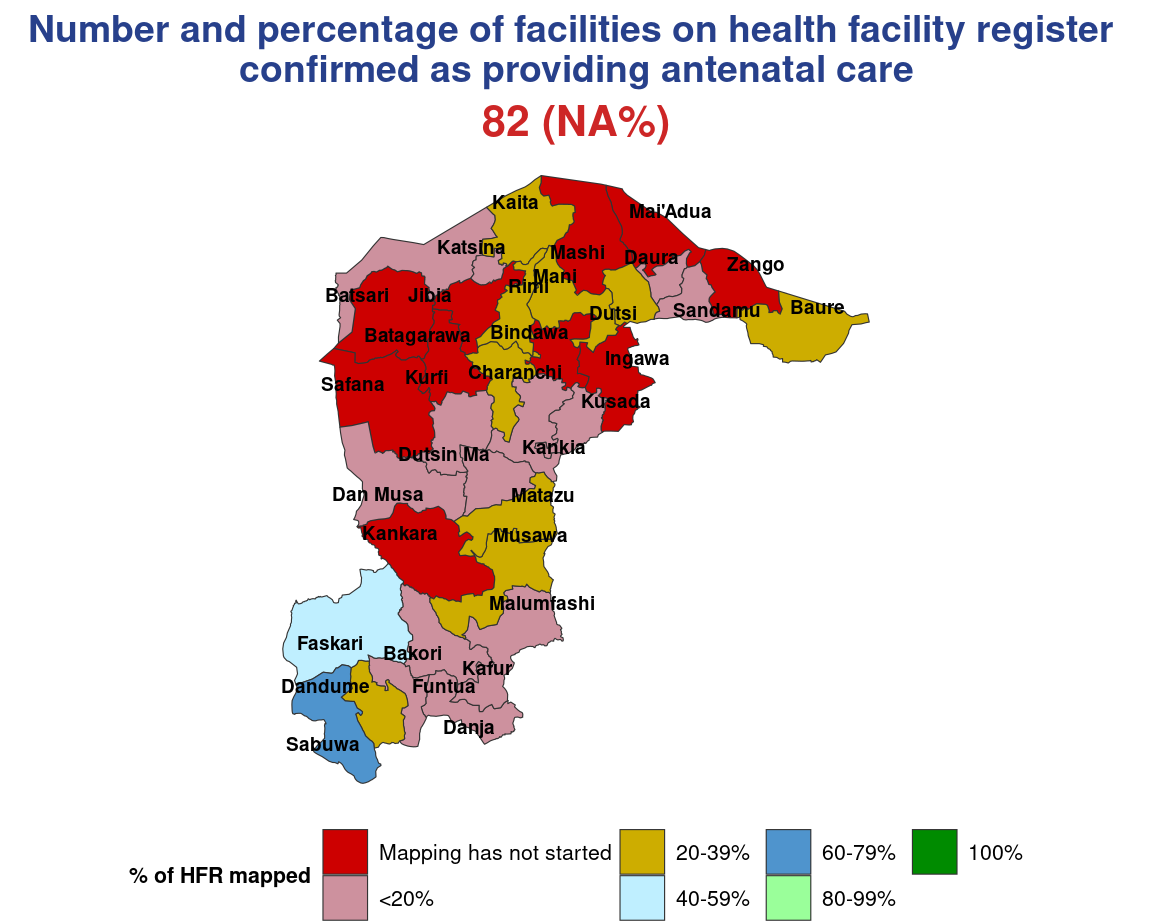 Number and percentage of facilities on health facility register
confirmed as providing antenatal care
82 (NA%)
Kaita
Mai'Adua
Katsina
Mashi
Daura
Zango
Mani
Rimi
Batsari
Jibia
Baure
Sandamu
Dutsi
Batagarawa
Bindawa
Ingawa
Charanchi
Kurfi
Safana
Kusada
Kankia
Dutsin Ma
Dan Musa
Matazu
Kankara
Musawa
Malumfashi
Faskari
Bakori
Kafur
Dandume
Funtua
Danja
Sabuwa
% of HFR mapped
Mapping has not started
<20%
20-39%
40-59%
60-79%
80-99%
100%